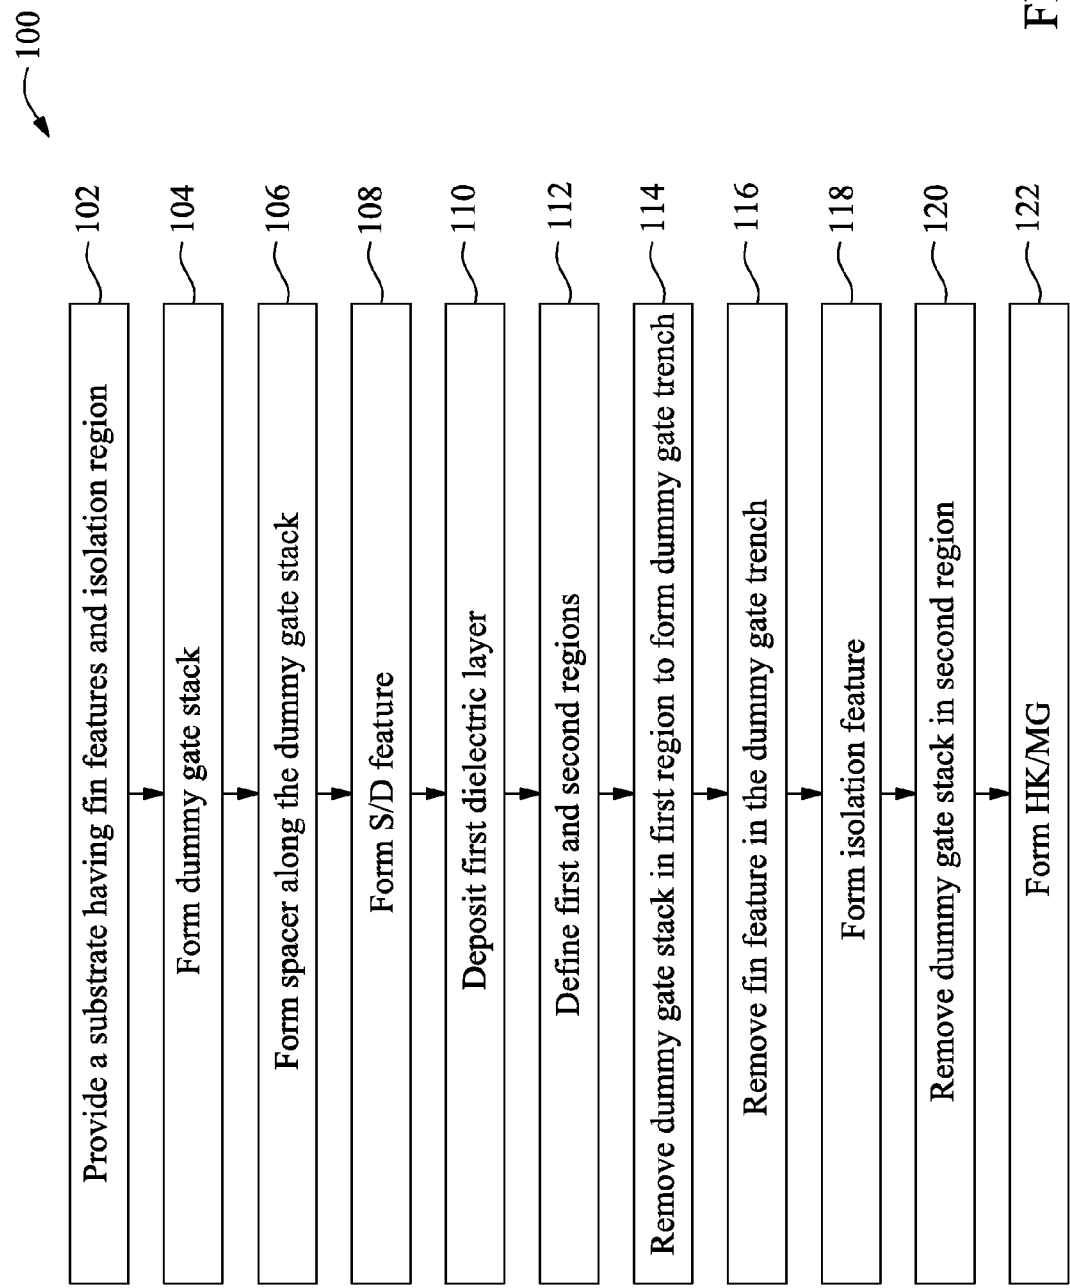 100
Provide a substrate having fin features and isolation region
102
Form dummy gate stack
104
Form spacer along the dummy gate stack
106
Form S/D feature
108
Deposit first dielectric layer
110
Define first and second regions
112
Remove dummy gate stack in first region to form dummy gate trench
114
Remove fin feature in the dummy gate trench
116
Form isolation feature
118
Remove dummy gate stack in second region
120
Form HK/MG
122